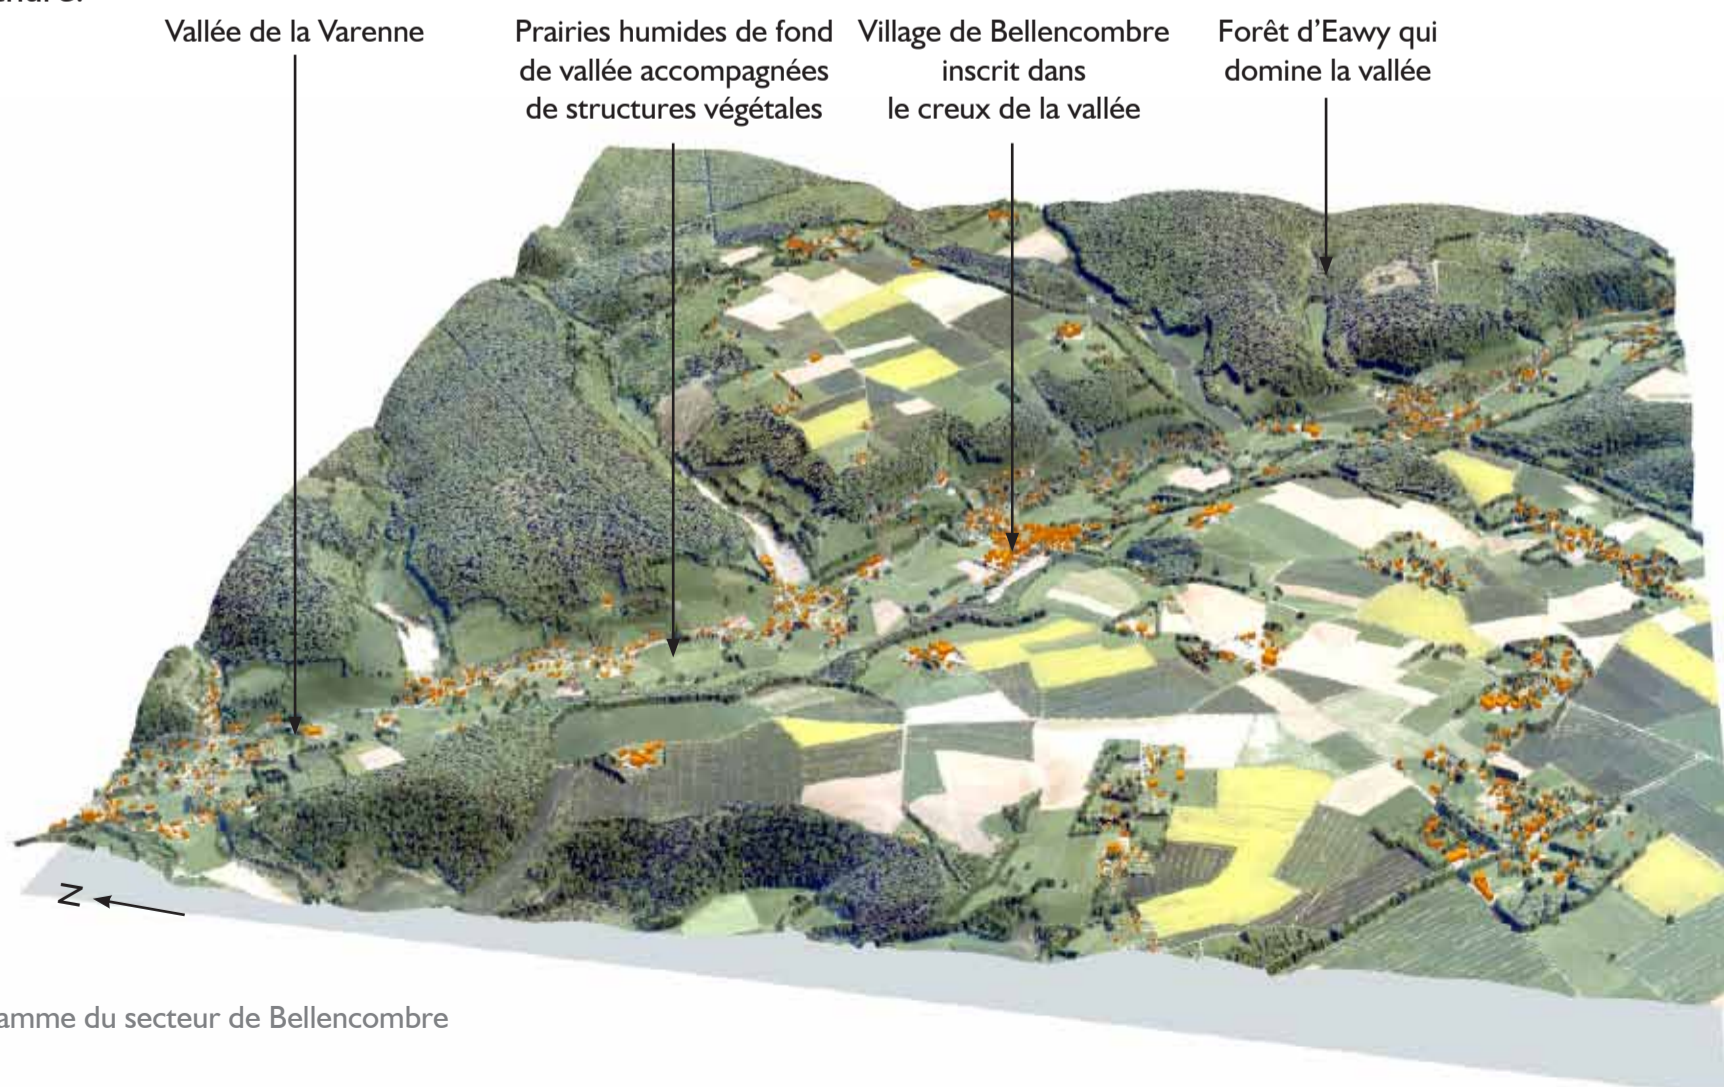 Vallée de la Varenne
Prairies humides de fond
de vallée accompagnées
de structures végétales
Village de Bellencombre
inscrit dans
le creux de la vallée
Forêt d'Eawy qui
domine la vallée
N
amme du secteur de Bellencombre